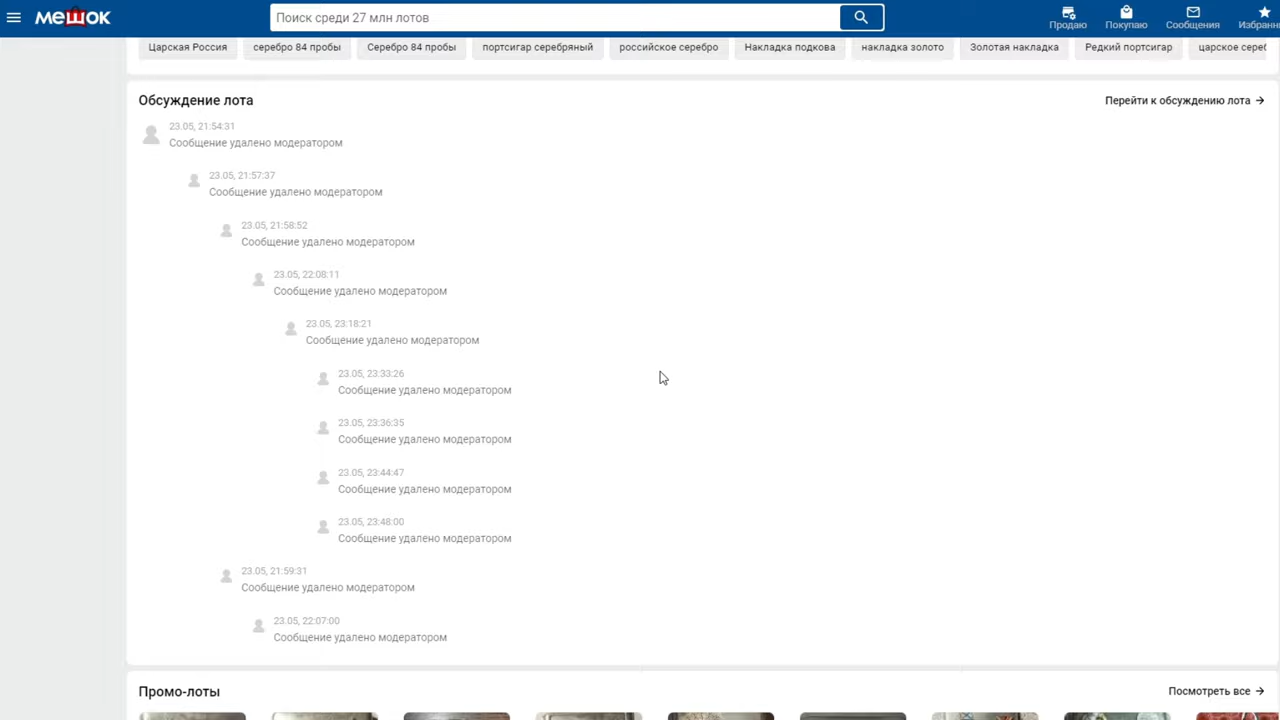 мешок
Поиск среди 27 млн лотов
Продаю
Покупаю
Сообщения
Избранн
Царская Россия
серебро 84 пробы
Серебро 84 пробы
портсигар серебряный
российское серебро
Накладка подкова
накладка золото
Золотая накладка
Редкий портсигар
царское сереб
Обсуждение лота
Перейти к обсуждению лота →
23.05, 21:54:31
Сообщение удалено модератором
23.05, 21:57:37
Сообщение удалено модератором
23.05, 21:58:52
Сообщение удалено модератором
23.05, 22:08:11
Сообщение удалено модератором
23.05, 23:18:21
Сообщение удалено модератором
23.05, 23:33:26
Сообщение удалено модератором
23.05, 23:36:35
Сообщение удалено модератором
23.05, 23:44:47
Сообщение удалено модератором
23.05, 23:48:00
Сообщение удалено модератором
23.05, 21:59:31
Сообщение удалено модератором
23.05, 22:07:00
Сообщение удалено модератором
Промо-лоты
Посмотреть все →